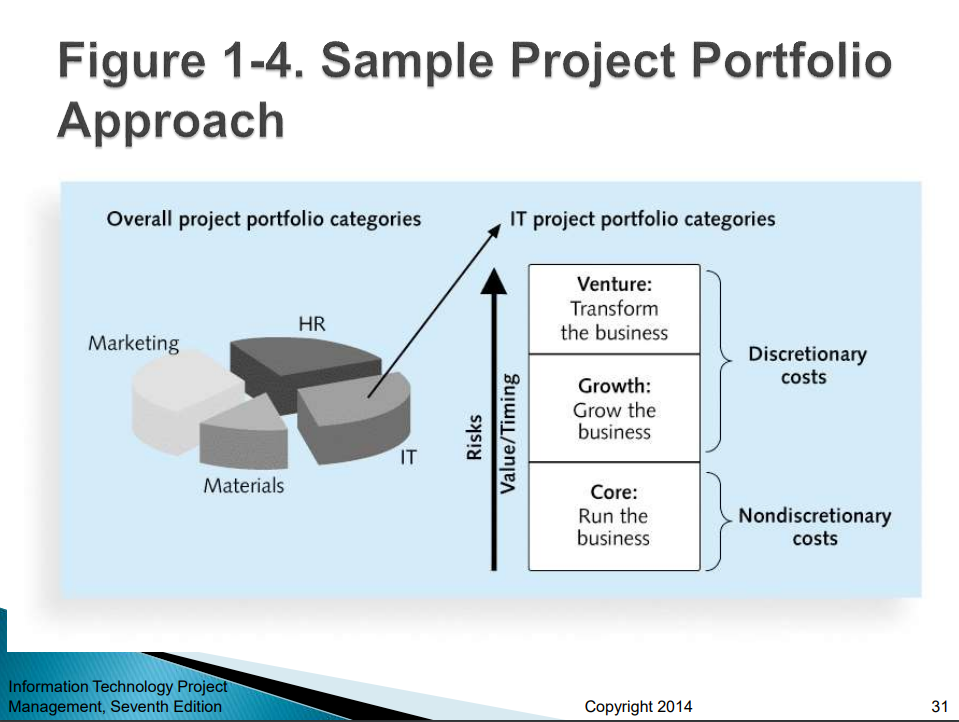 Figure 1-4. Sample Project Portfolio
Approach
Overall project portfolio categories
IT project portfolio categories
Marketing
HR
IT
Materials
Risks
Value/Timing
Venture:
Transform
the business
Growth:
Grow the
business
Core:
Run the
business
Discretionary
costs
Nondiscretionary
costs
Information Technology Project
Management, Seventh Edition
Copyright 2014
31